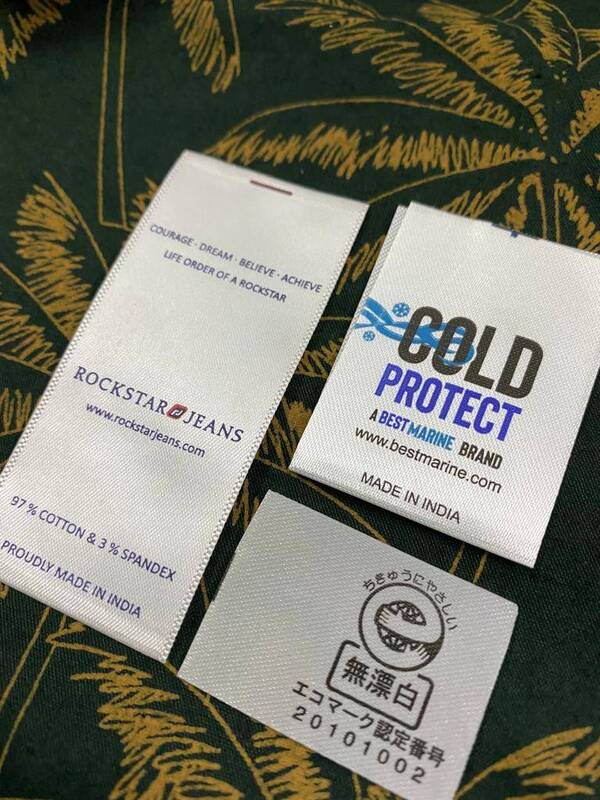 COURAGE · DREAM · BELIEVE · ACHIEVE
LIFE ORDER OF A ROCKSTAR
ROCKSTAR JEANS
www.rockstarjeans.com
97 % COTTON & 3 % SPANDEX
PROUDLY MADE IN INDIA
COLD
PROTECT
A BEST MARINE BRAND
www.bestmarine.com
MADE IN INDIA
ちきゅうにやさしい
無漂白
エコマーク認定番号
20101002